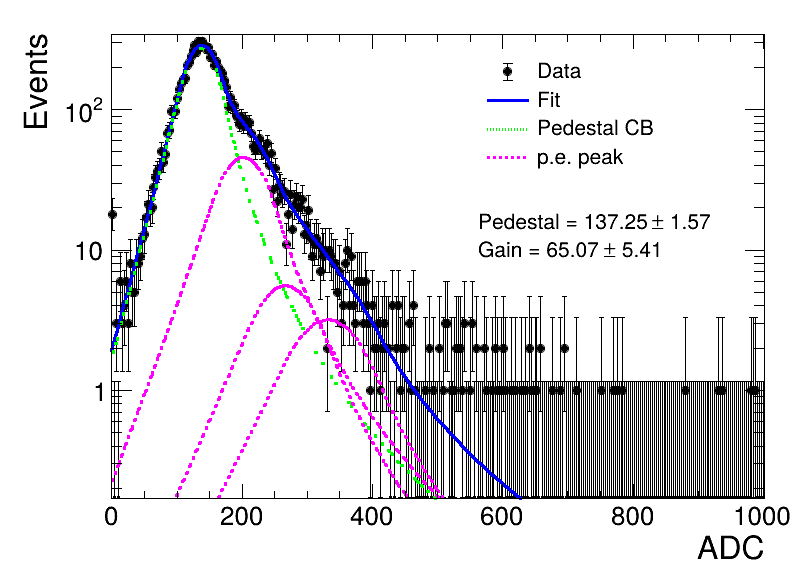 Events
10²
10
1
Data
Fit
Pedestal CB
p.e. peak
Pedestal = 137.25 ± 1.57
Gain = 65.07 ± 5.41
0 200 400 600 800 1000
ADC